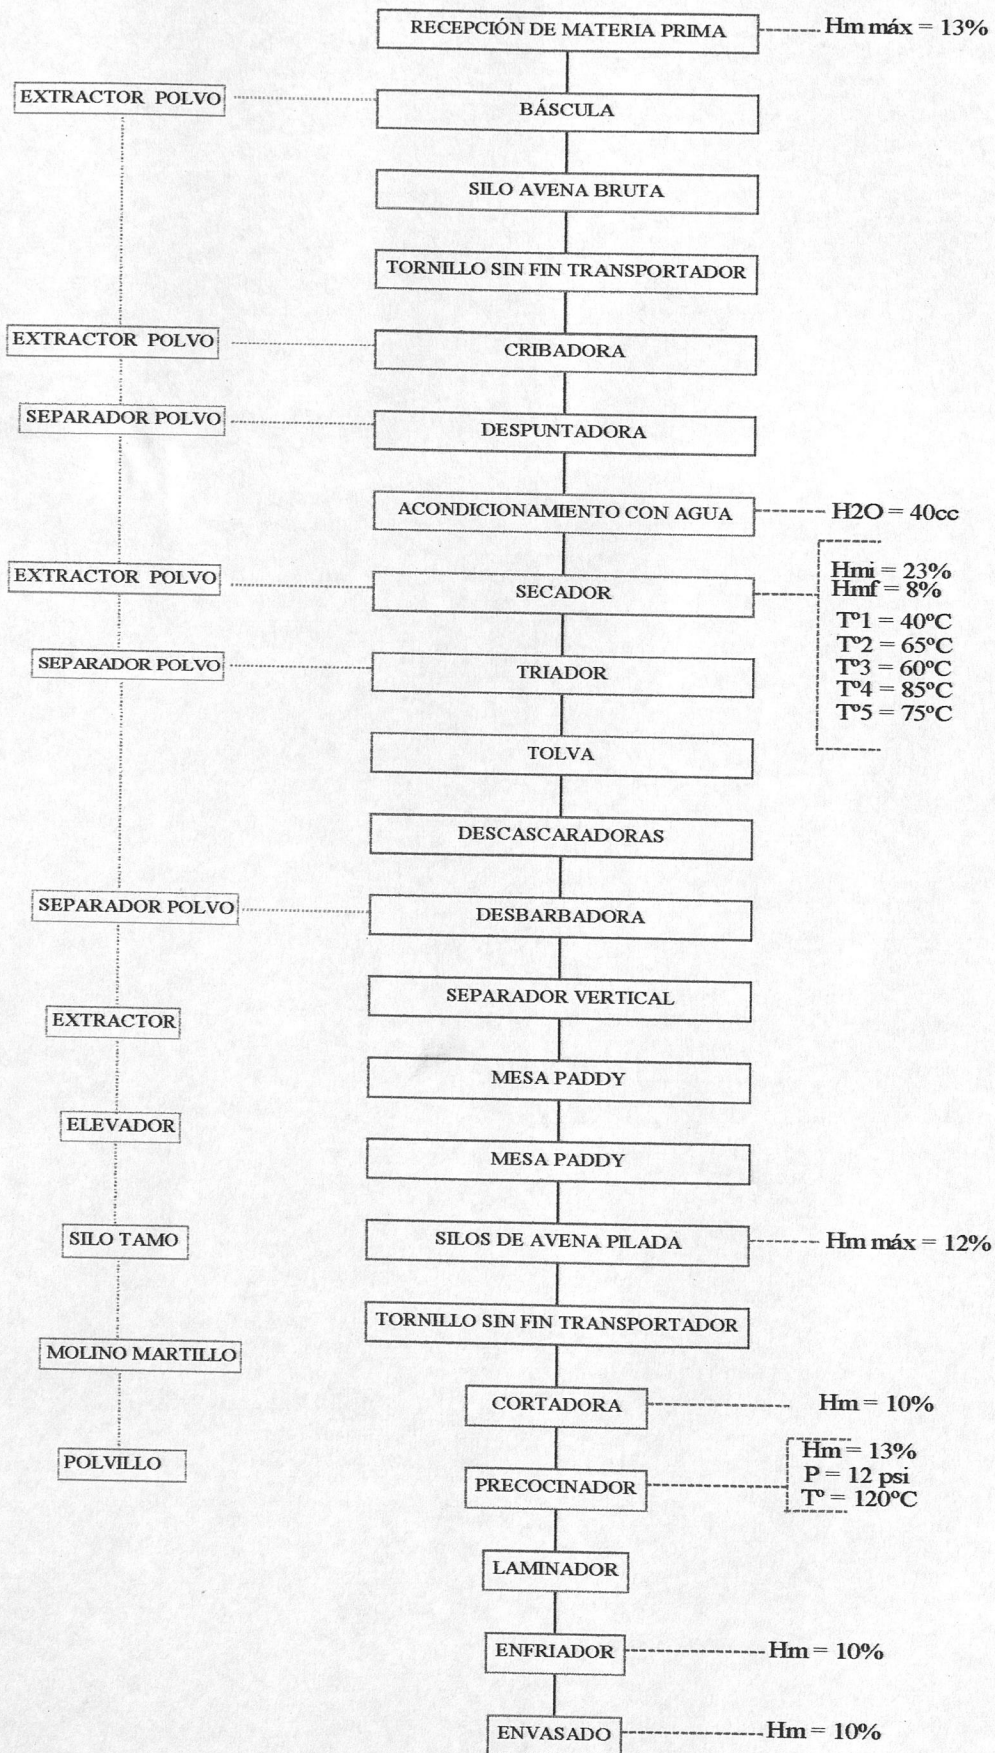 RECEPCIÓN DE MATERIA PRIMA
Hm máx = 13%
EXTRACTOR POLVO
BÁSCULA
SILO AVENA BRUTA
TORNILLO SIN FIN TRANSPORTADOR
EXTRACTOR POLVO
CRIBADORA
SEPARADOR POLVO
DESPUNTADORA
ACONDICIONAMIENTO CON AGUA
H2O = 40cc
EXTRACTOR POLVO
SECADOR
Hmi = 23%
Hmf = 8%
Tº1 = 40ºC
Tº2 = 65ºC
Tº3 = 60ºC
Tº4 = 85ºC
Tº5 = 75ºC
SEPARADOR POLVO
TRIADOR
TOLVA
DESCASCARADORAS
SEPARADOR POLVO
DESBARBADORA
SEPARADOR VERTICAL
EXTRACTOR
MESA PADDY
ELEVADOR
MESA PADDY
SILO TAMO
SILOS DE AVENA PILADA
Hm máx = 12%
TORNILLO SIN FIN TRANSPORTADOR
MOLINO MARTILLO
CORTADORA
Hm = 10%
POLVILLO
PRECOCINADOR
Hm = 13%
P = 12 psi
Tº = 120ºC
LAMINADOR
ENFRIADOR
Hm = 10%
ENVASADO
Hm = 10%